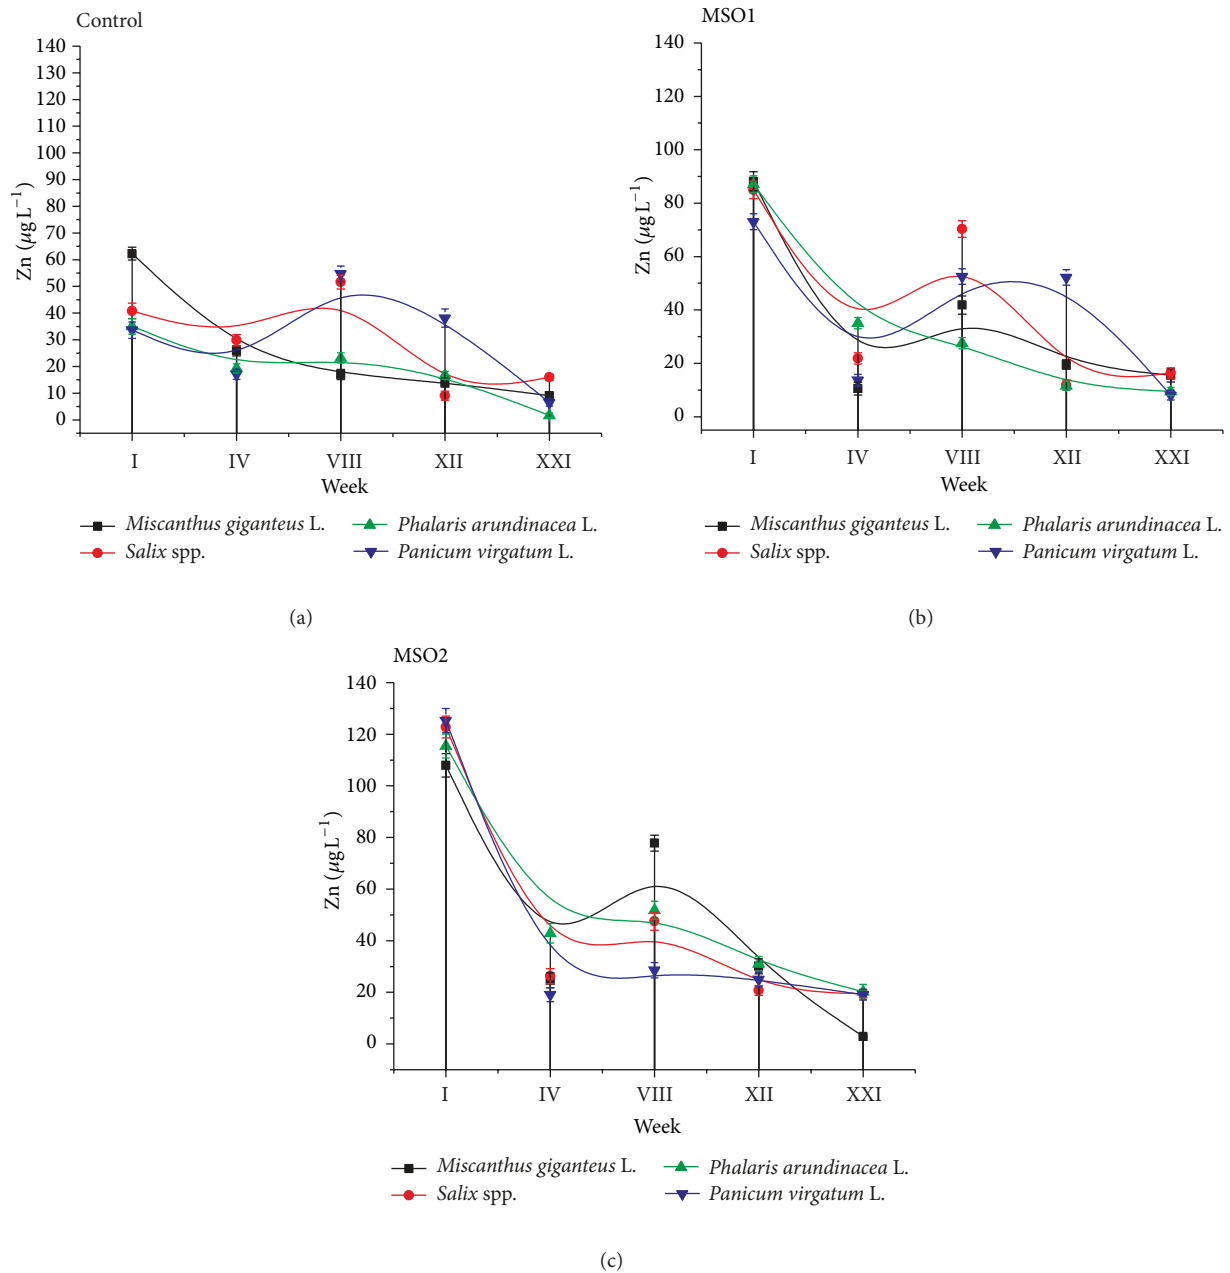 Control
140
130
120
110
100
90
80
70
60
50
40
30
20
10
0
Zn (μg L⁻¹)
I IV VIII XII XXI
Week
Miscanthus giganteus L. Phalaris arundinacea L.
Salix spp. Panicum virgatum L.
(a)
MSO1
140
120
100
80
60
40
20
0
Zn (μg L⁻¹)
I IV VIII XII XXI
Week
Miscanthus giganteus L. Phalaris arundinacea L.
Salix spp. Panicum virgatum L.
(b)
MSO2
140
120
100
80
60
40
20
0
Zn (μg L⁻¹)
I IV VIII XII XXI
Week
Miscanthus giganteus L. Phalaris arundinacea L.
Salix spp. Panicum virgatum L.
(c)